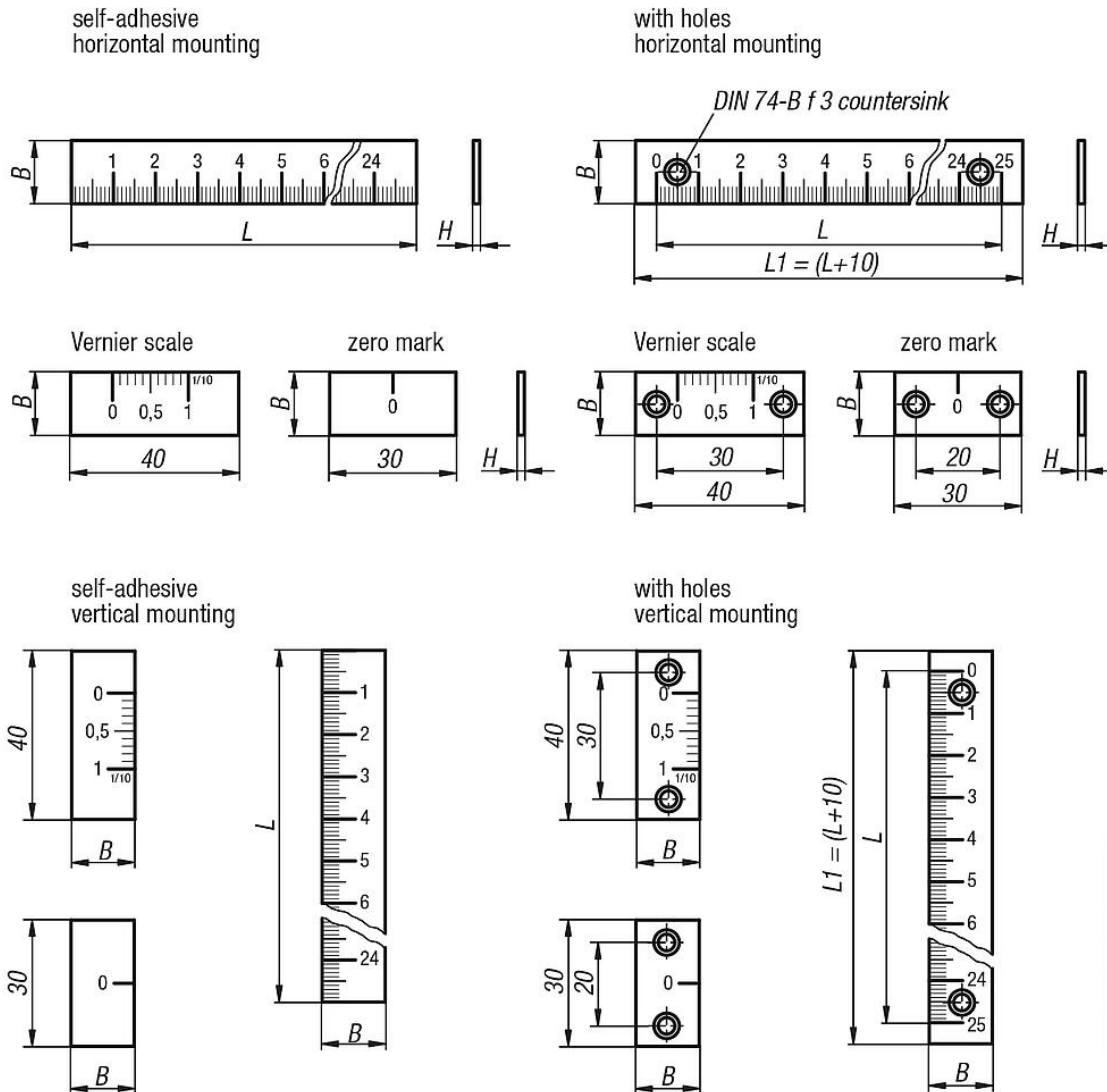 self-adhesive
horizontal mounting
with holes
horizontal mounting
DIN 74-B f 3 countersink
B
1 2 3 4 5 6 24
L
H
B
0 1 2 3 4 5 6 24 25
L
L1 = (L+10)
H
Vernier scale
zero mark
Vernier scale
zero mark
B
1/10
0 0,5 1
40
B
0
30
H
B
1/10
0 0,5 1
30
40
B
0
20
30
H
self-adhesive
vertical mounting
with holes
vertical mounting
40
0
0,5
1
1/10
B
L
1
2
3
4
5
6
24
B
30
0
B
40
30
0
0,5
1
1/10
B
L1 = (L+10)
L
0
1
2
3
4
5
6
24
25
B
30
20
0
B